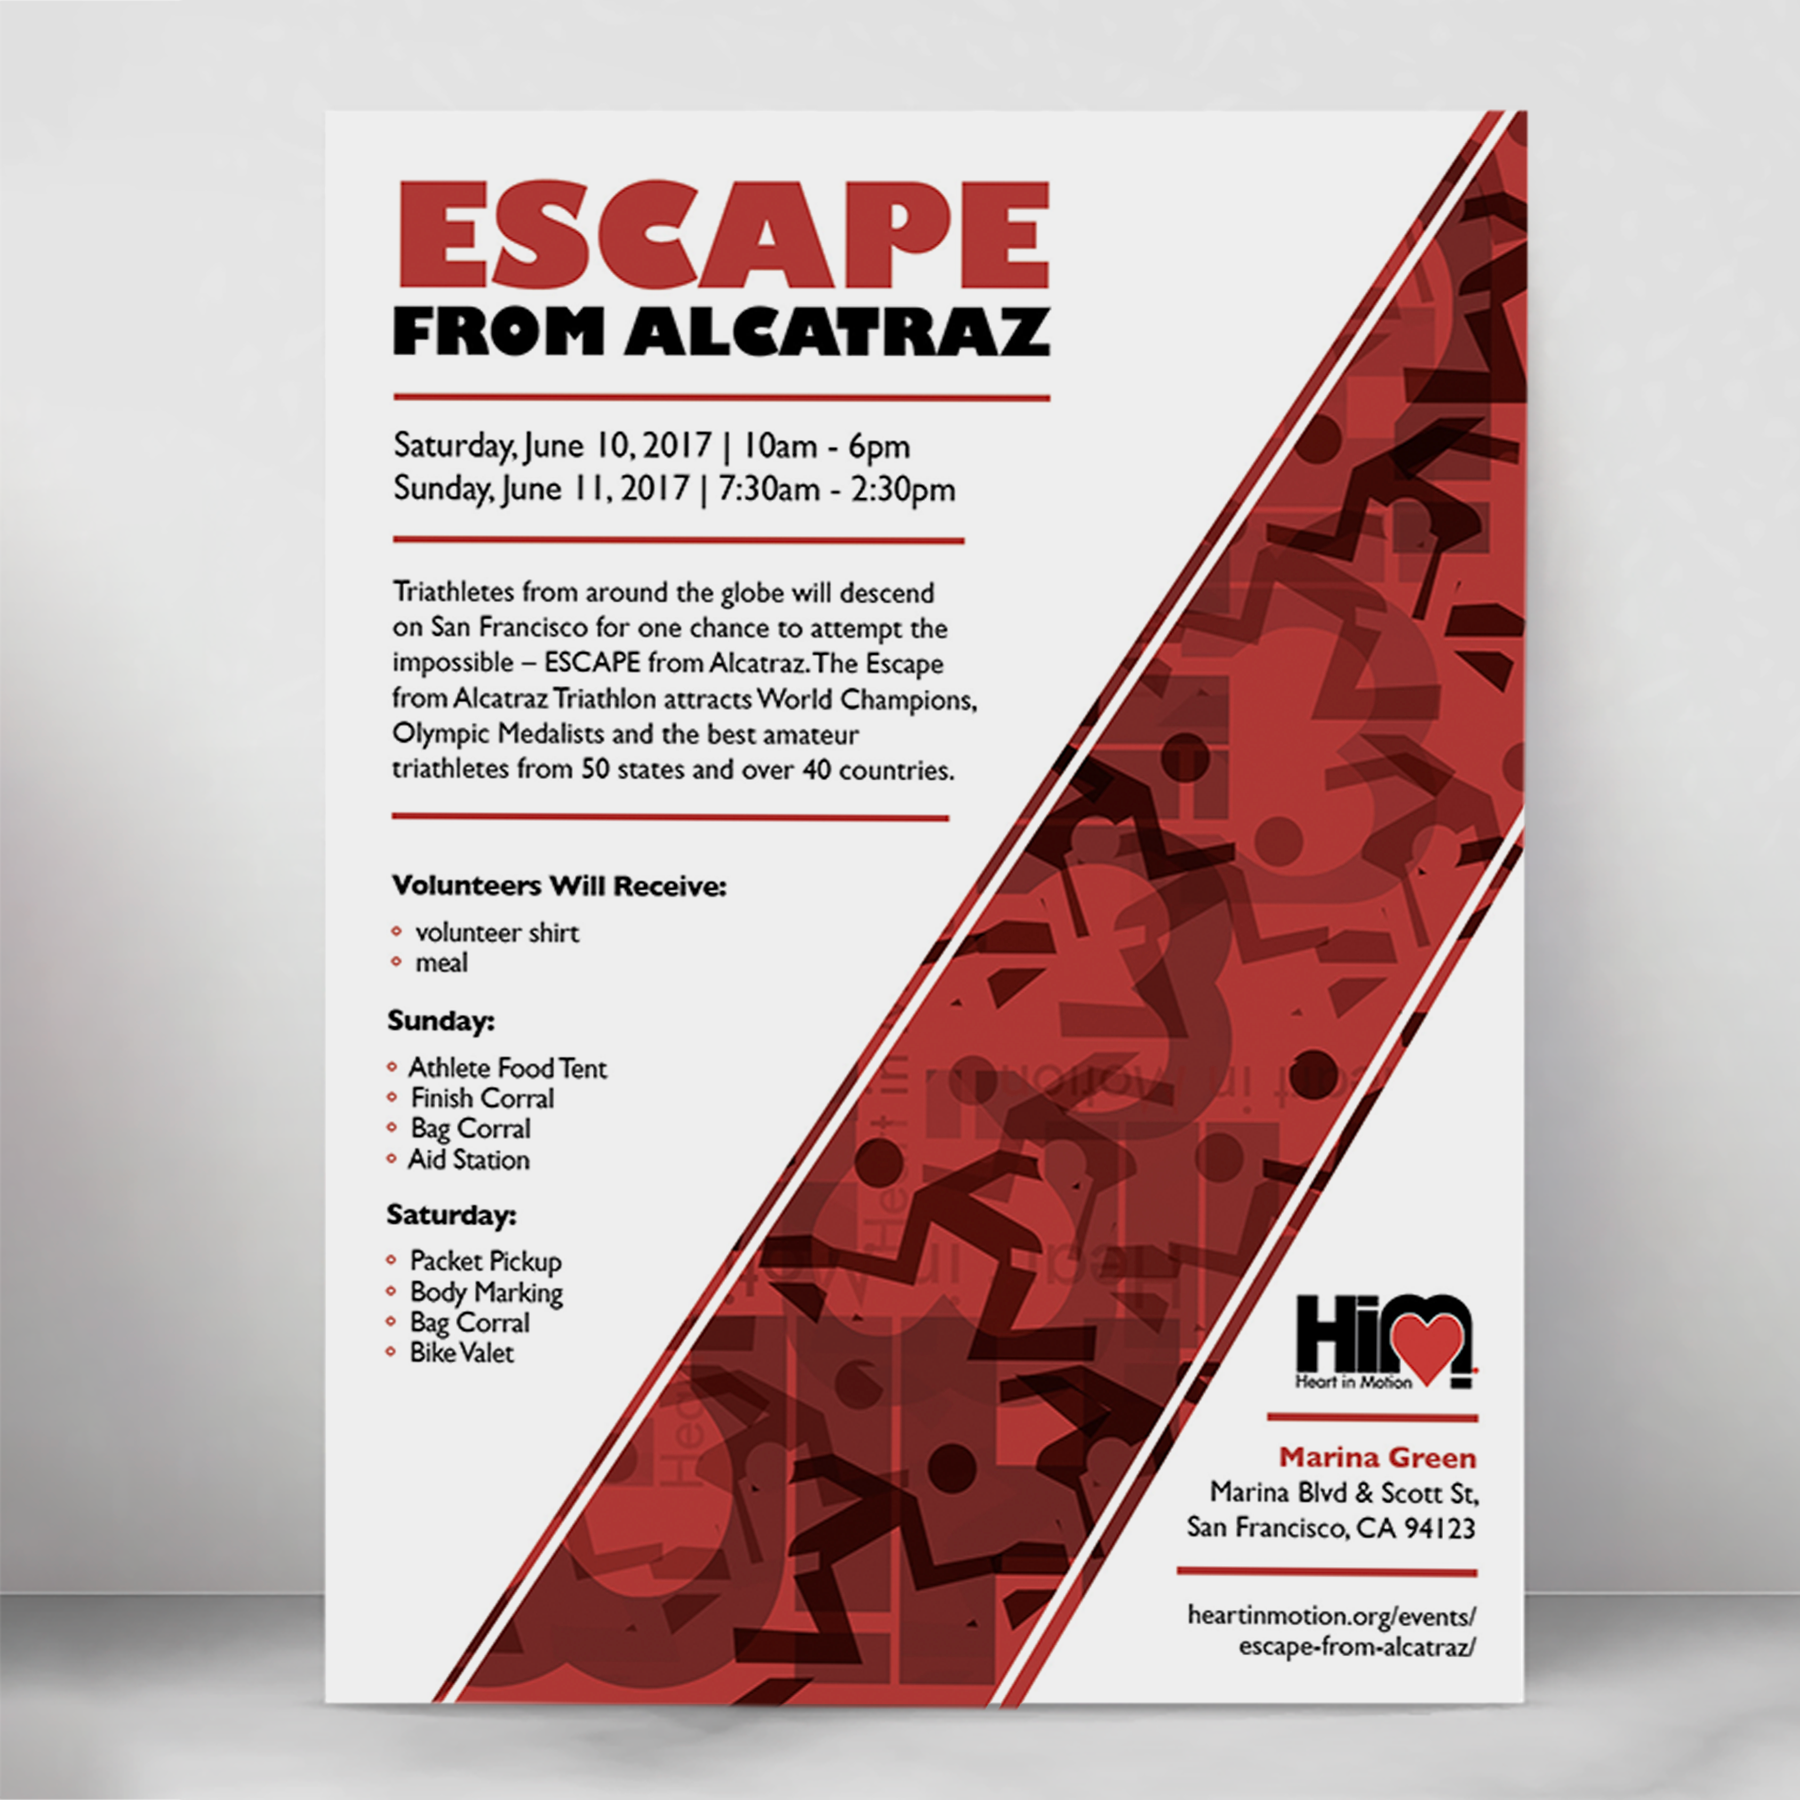 ESCAPE
FROM ALCATRAZ
Saturday, June 10, 2017 | 10am - 6pm
Sunday, June 11, 2017 | 7:30am - 2:30pm
Triathletes from around the globe will descend
on San Francisco for one chance to attempt the
impossible – ESCAPE from Alcatraz. The Escape
from Alcatraz Triathlon attracts World Champions,
Olympic Medalists and the best amateur
triathletes from 50 states and over 40 countries.
Volunteers Will Receive:
volunteer shirt
meal
Sunday:
Athlete Food Tent
Finish Corral
Bag Corral
Aid Station
Saturday:
Packet Pickup
Body Marking
Bag Corral
Bike Valet
HiM
Heart in Motion
Marina Green
Marina Blvd & Scott St,
San Francisco, CA 94123
heartinmotion.org/events/
escape-from-alcatraz/